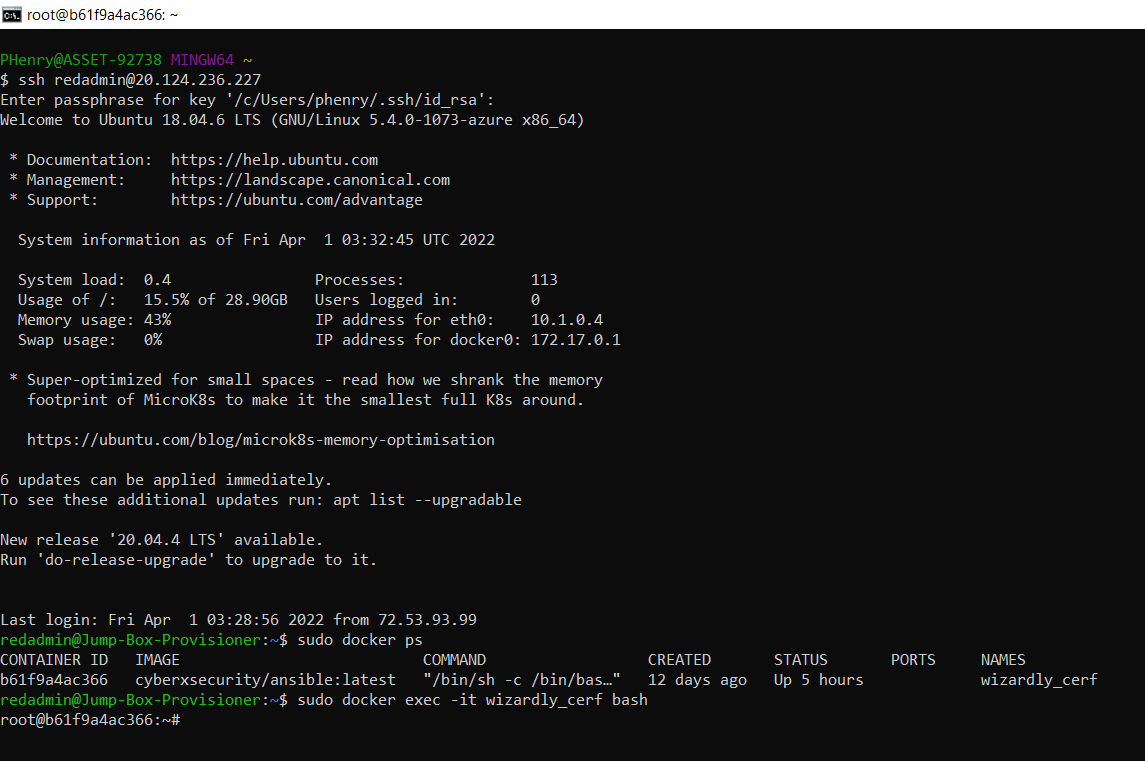 root@b61f9a4ac366: ~
PHenry@ASSET-92738 MINGW64 ~
$ ssh redadmin@20.124.236.227
Enter passphrase for key '/c/Users/phenry/.ssh/id_rsa':
Welcome to Ubuntu 18.04.6 LTS (GNU/Linux 5.4.0-1073-azure x86_64)
* Documentation:  https://help.ubuntu.com
* Management:     https://landscape.canonical.com
* Support:        https://ubuntu.com/advantage
System information as of Fri Apr  1 03:32:45 UTC 2022
System load:  0.4                Processes:              113
Usage of /:   15.5% of 28.90GB   Users logged in:        0
Memory usage: 43%                IP address for eth0:    10.1.0.4
Swap usage:   0%                 IP address for docker0: 172.17.0.1
* Super-optimized for small spaces - read how we shrank the memory
footprint of MicroK8s to make it the smallest full K8s around.
https://ubuntu.com/blog/microk8s-memory-optimisation
6 updates can be applied immediately.
To see these additional updates run: apt list --upgradable
New release '20.04.4 LTS' available.
Run 'do-release-upgrade' to upgrade to it.
Last login: Fri Apr  1 03:28:56 2022 from 72.53.93.99
redadmin@Jump-Box-Provisioner:~$ sudo docker ps
CONTAINER ID   IMAGE                           COMMAND                  CREATED       STATUS       PORTS     NAMES
b61f9a4ac366   cyberxsecurity/ansible:latest   "/bin/sh -c /bin/bas…"   12 days ago   Up 5 hours             wizardly_cerf
redadmin@Jump-Box-Provisioner:~$ sudo docker exec -it wizardly_cerf bash
root@b61f9a4ac366:~#